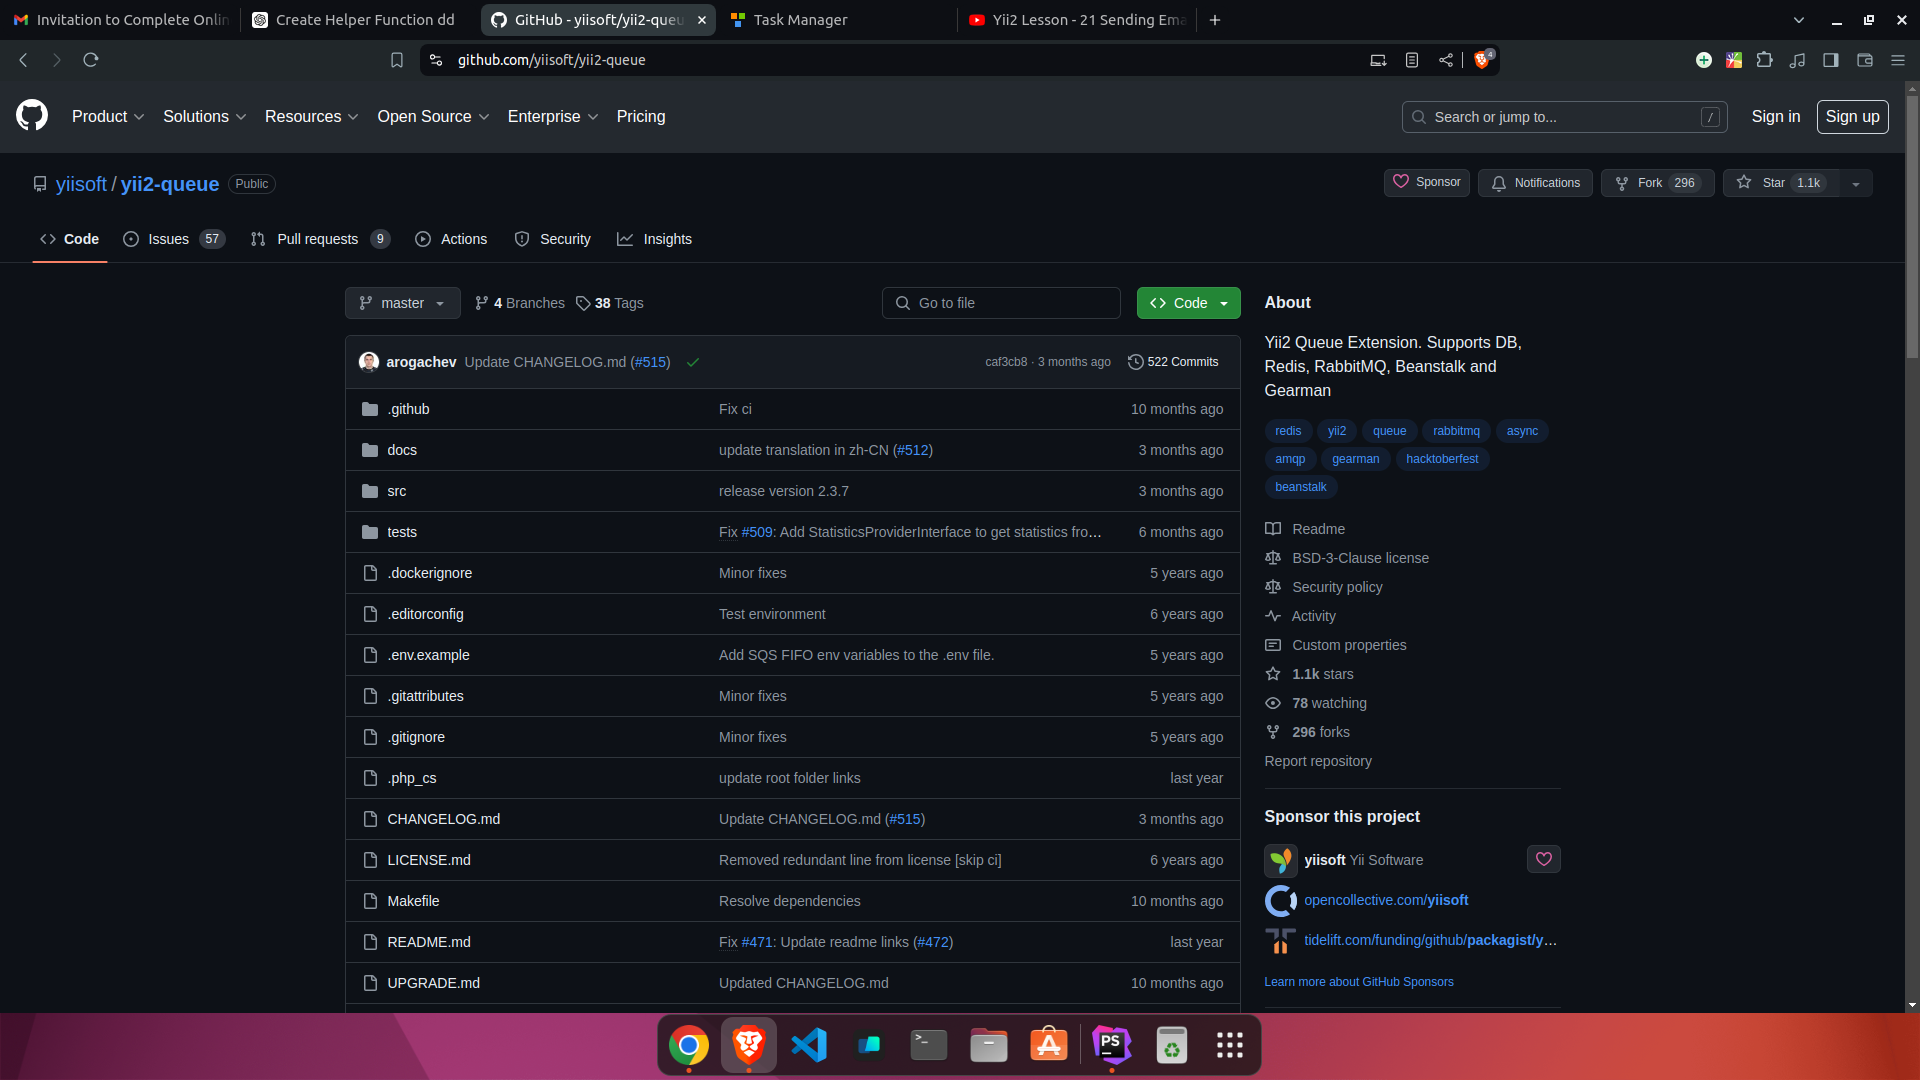 Invitation to Complete Onlin
Create Helper Function dd
GitHub - yiisoft/yii2-queu
Task Manager
Yii2 Lesson - 21 Sending Ema
github.com/yiisoft/yii2-queue
4
Product
Solutions
Resources
Open Source
Enterprise
Pricing
Search or jump to...
/
Sign in
Sign up
yiisoft / yii2-queue
Public
Sponsor
Notifications
Fork 296
Star 1.1k
Code
Issues 57
Pull requests 9
Actions
Security
Insights
master
4 Branches
38 Tags
Go to file
Code
arogachev Update CHANGELOG.md (#515)
caf3cb8 · 3 months ago
522 Commits
.github Fix ci 10 months ago
docs update translation in zh-CN (#512) 3 months ago
src release version 2.3.7 3 months ago
tests Fix #509: Add StatisticsProviderInterface to get statistics fro... 6 months ago
.dockerignore Minor fixes 5 years ago
.editorconfig Test environment 6 years ago
.env.example Add SQS FIFO env variables to the .env file. 5 years ago
.gitattributes Minor fixes 5 years ago
.gitignore Minor fixes 5 years ago
.php_cs update root folder links last year
CHANGELOG.md Update CHANGELOG.md (#515) 3 months ago
LICENSE.md Removed redundant line from license [skip ci] 6 years ago
Makefile Resolve dependencies 10 months ago
README.md Fix #471: Update readme links (#472) last year
UPGRADE.md Updated CHANGELOG.md 10 months ago
About
Yii2 Queue Extension. Supports DB,
Redis, RabbitMQ, Beanstalk and
Gearman
redis yii2 queue rabbitmq async
amqp gearman hacktoberfest
beanstalk
Readme
BSD-3-Clause license
Security policy
Activity
Custom properties
1.1k stars
78 watching
296 forks
Report repository
Sponsor this project
yiisoft Yii Software
opencollective.com/yiisoft
tidelift.com/funding/github/packagist/y...
Learn more about GitHub Sponsors
>_
PS